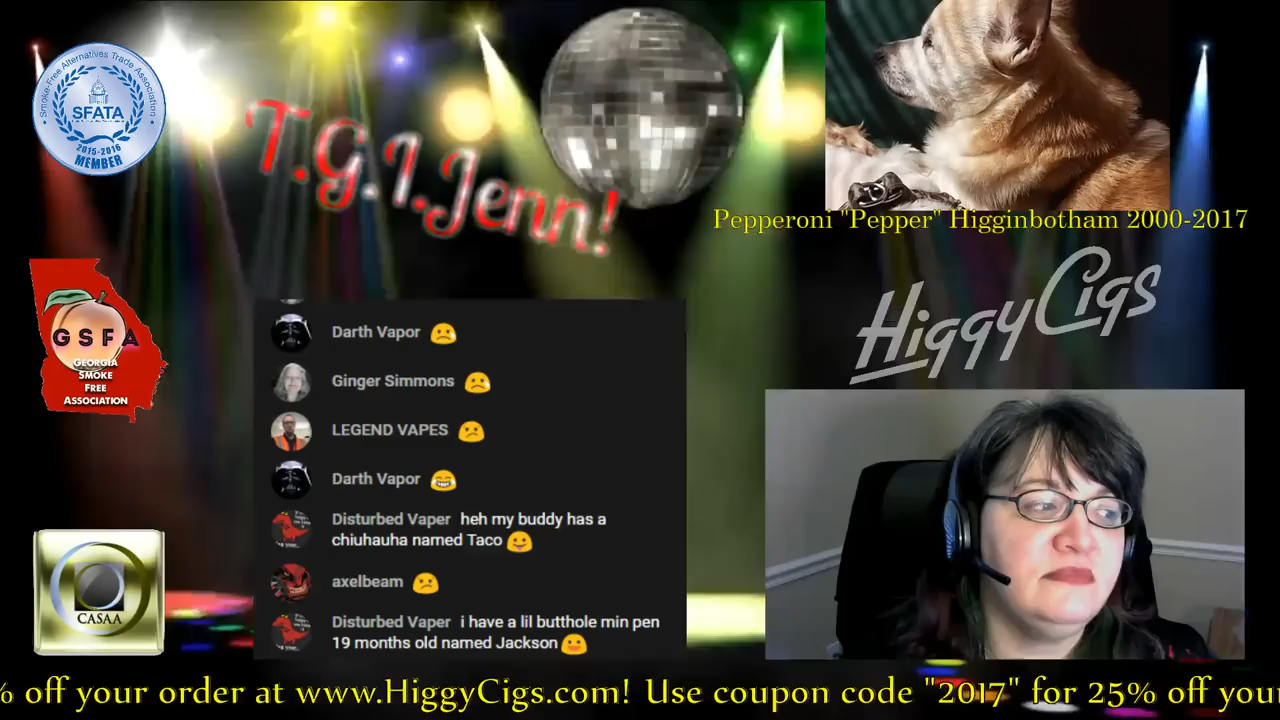 Smoke-Free Alternatives Trade Association
SFATA
2015-2016
MEMBER
T.G.I.Jenn!
Pepperoni "Pepper" Higginbotham 2000-2017
HiggyCigs
GSFA
GEORGIA
SMOKE
FREE
ASSOCIATION
Darth Vapor
Ginger Simmons
LEGEND VAPES
Darth Vapor
Disturbed Vaper heh my buddy has a
chiuhauha named Taco
axelbeam
Disturbed Vaper i have a lil butthole min pen
19 months old named Jackson
CASAA
% off your order at www.HiggyCigs.com! Use coupon code "2017" for 25% off your